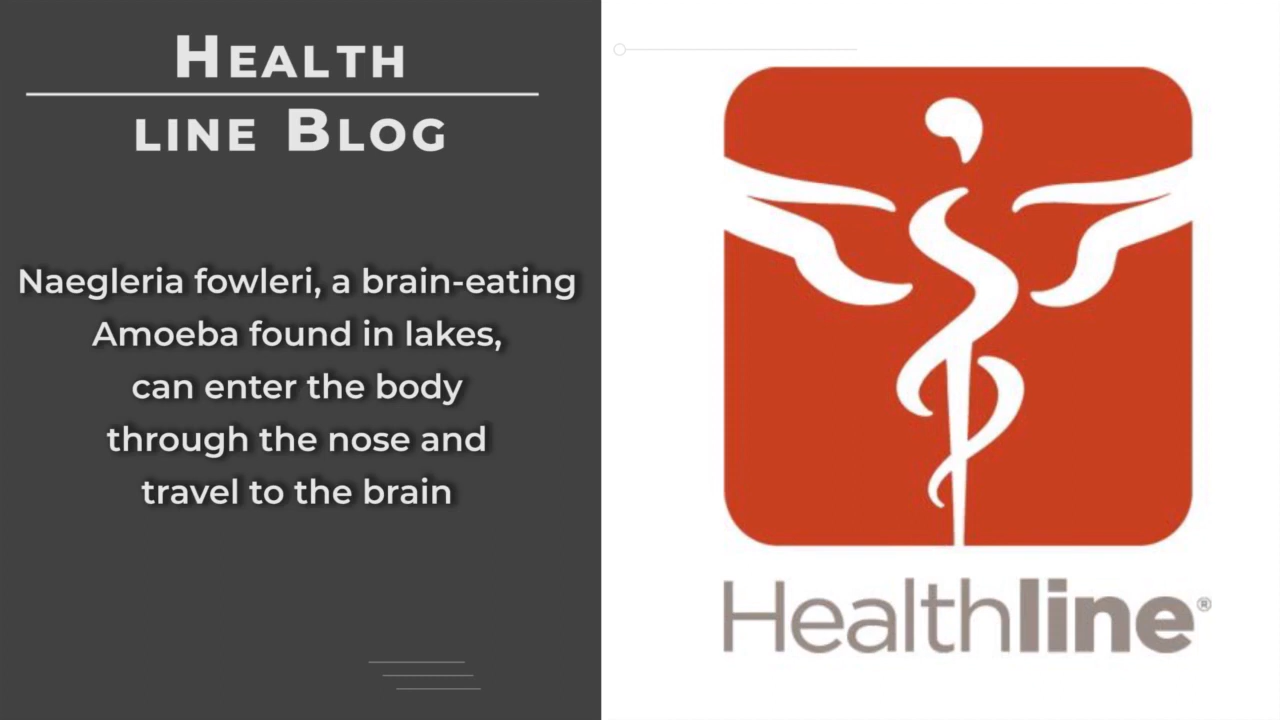 HEALTH
LINE BLOG
Naegleria fowleri, a brain-eating
Amoeba found in lakes,
can enter the body
through the nose and
travel to the brain
Healthline®